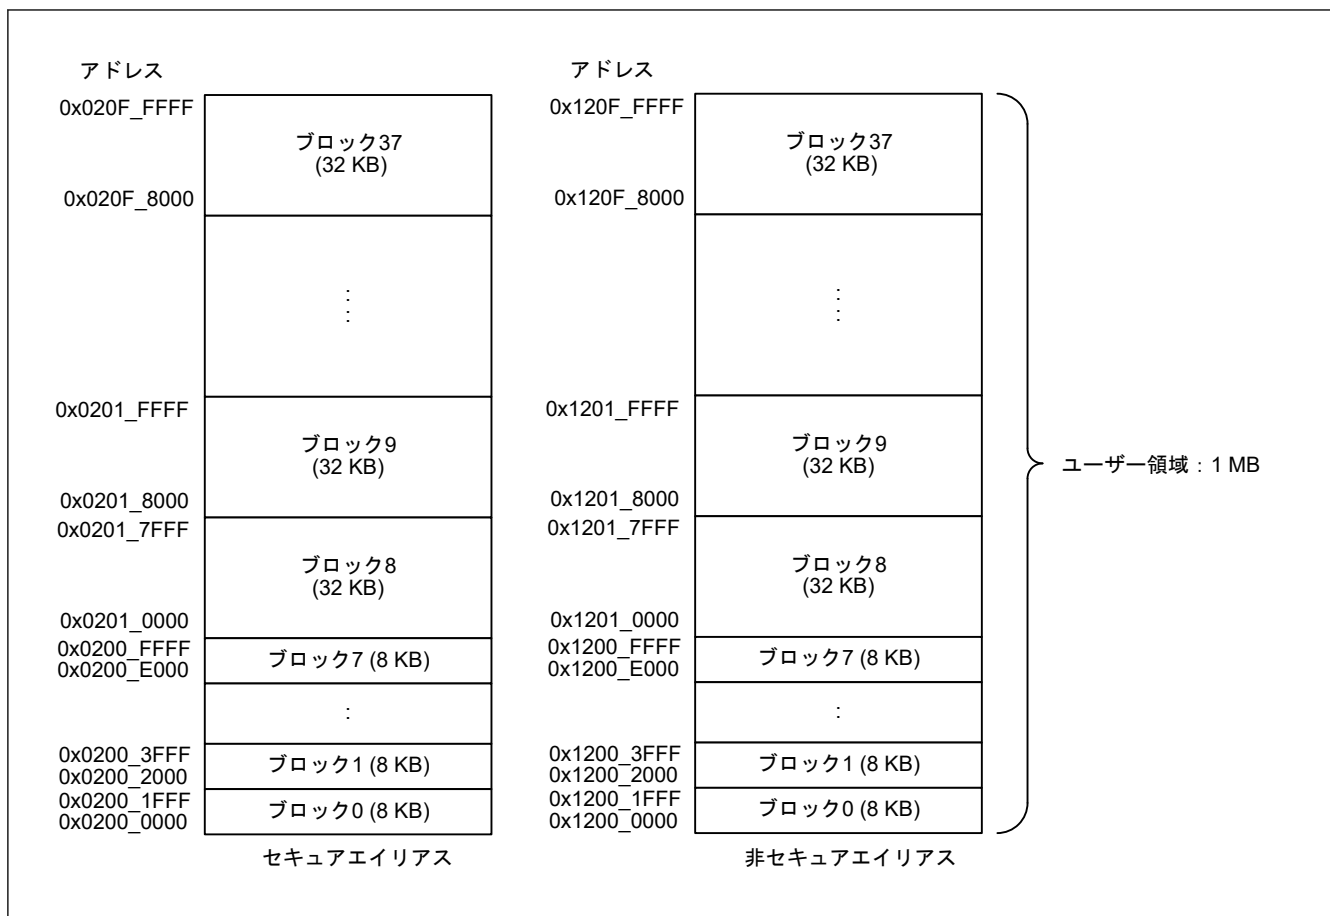 アドレス
0x020F_FFFF
ブロック37
(32 KB)
0x020F_8000
⋮
0x0201_FFFF
ブロック9
(32 KB)
0x0201_8000
0x0201_7FFF
ブロック8
(32 KB)
0x0201_0000
0x0200_FFFF
ブロック7 (8 KB)
0x0200_E000
:
0x0200_3FFF
ブロック1 (8 KB)
0x0200_2000
0x0200_1FFF
ブロック0 (8 KB)
0x0200_0000
セキュアエイリアス
アドレス
0x120F_FFFF
ブロック37
(32 KB)
0x120F_8000
⋮
0x1201_FFFF
ブロック9
(32 KB)
0x1201_8000
0x1201_7FFF
ブロック8
(32 KB)
0x1201_0000
0x1200_FFFF
ブロック7 (8 KB)
0x1200_E000
:
0x1200_3FFF
ブロック1 (8 KB)
0x1200_2000
0x1200_1FFF
ブロック0 (8 KB)
0x1200_0000
非セキュアエイリアス
ユーザー領域：1 MB